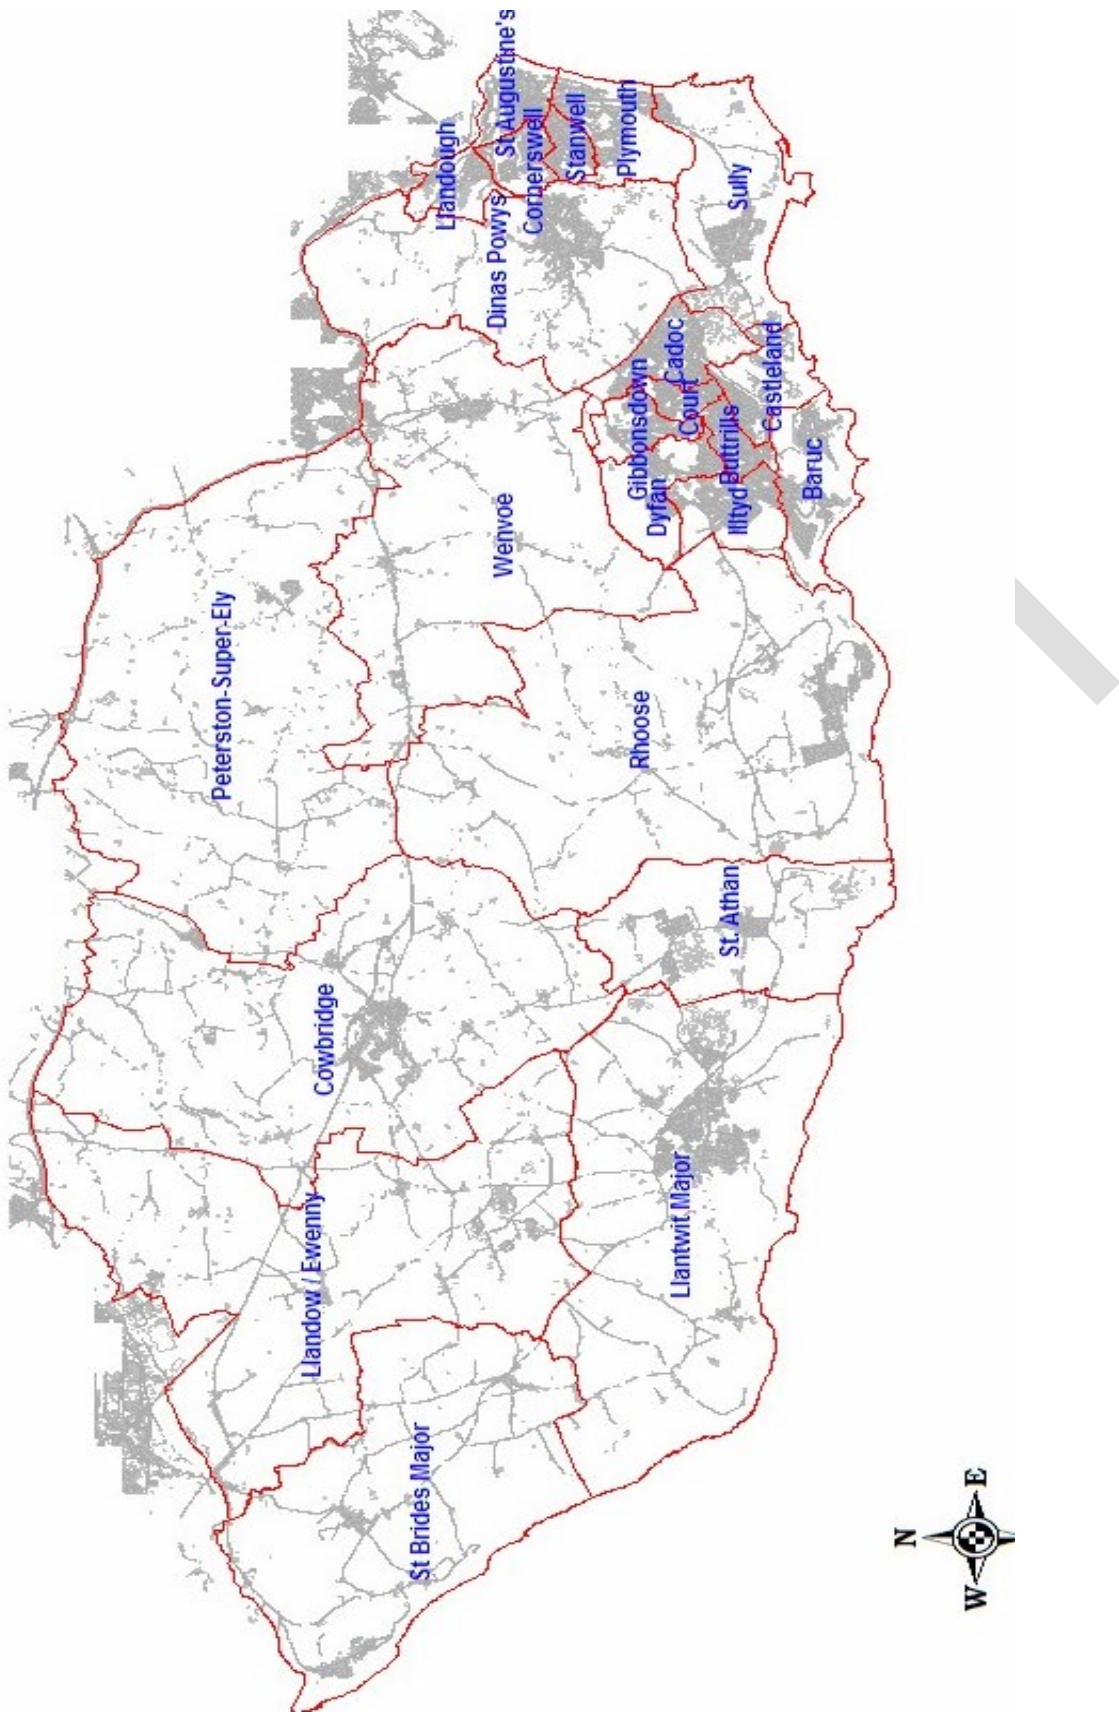 St Augustine's
Llandough
Cornerswell
Stanwell
Plymouth
Dinas Powys
Sully
Cadoc
Gibbonsdown
Court
Castleland
Buttrills
Dyfan
Illtyd
Baruc
Wenvoe
Peterston-Super-Ely
Rhoose
St. Athan
Cowbridge
Llantwit Major
Llandow / Ewenny
St Brides Major
N
W
E